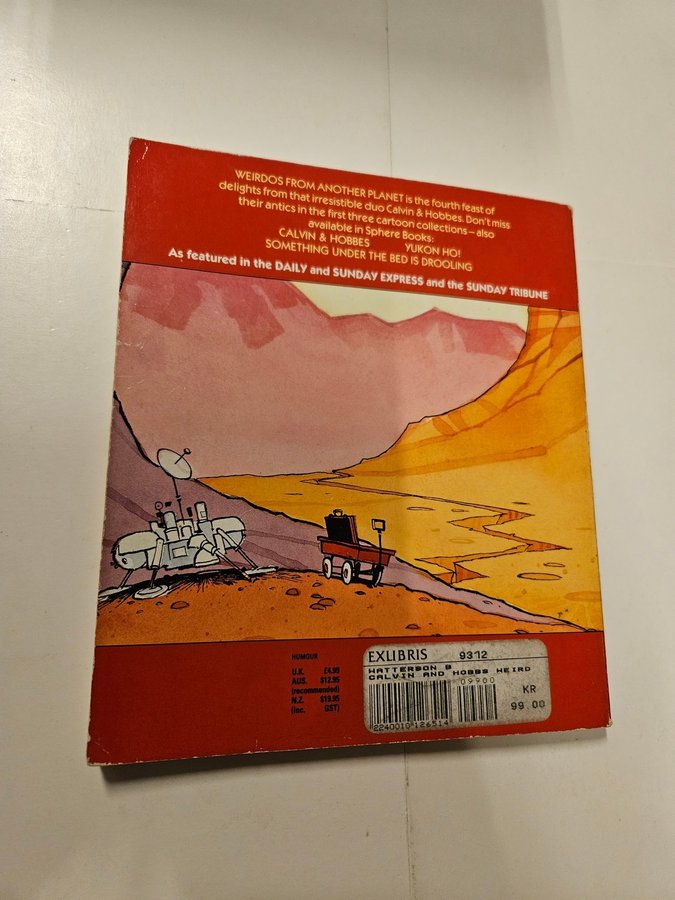 WEIRDOS FROM ANOTHER PLANET is the fourth feast of
delights from that irresistible duo Calvin & Hobbes. Don't miss
their antics in the first three cartoon collections – also
available in Sphere Books:
CALVIN & HOBBES YUKON HO!
SOMETHING UNDER THE BED IS DROOLING
As featured in the DAILY and SUNDAY EXPRESS and the SUNDAY TRIBUNE
HUMOUR
U.K. £4.99
AUS. $12.95
(recommended)
N.Z. $19.95
(inc. GST)
EXLIBRIS 9312
WATTERSON B
CALVIN AND HOBBS WEIRD
09900
KR
99.00
2240010126514